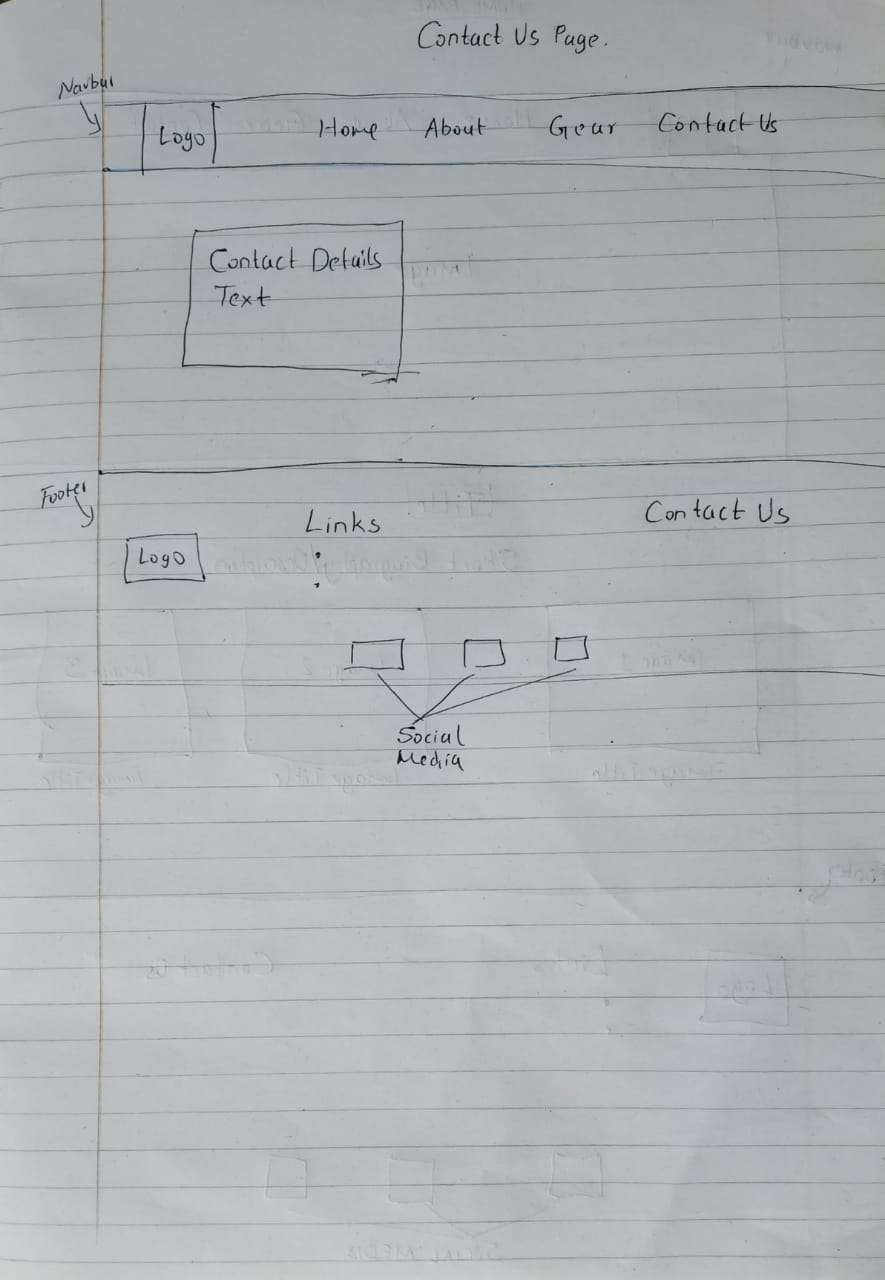 Contact Us Page.
Navbar
Logo Home About Gear Contact Us
Contact Details
Text
Footer
Links Contact Us
Logo
Social
Media